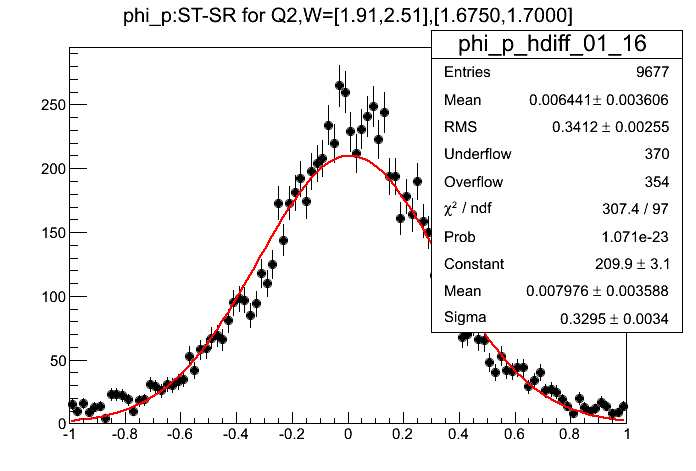 phi_p:ST-SR for Q2,W=[1.91,2.51],[1.6750,1.7000]
phi_p_hdiff_01_16
Entries 9677
Mean 0.006441± 0.003606
RMS 0.3412 ± 0.00255
Underflow 370
Overflow 354
χ² / ndf 307.4 / 97
Prob 1.071e-23
Constant 209.9 ± 3.1
Mean 0.007976 ± 0.003588
Sigma 0.3295 ± 0.0034
250
200
150
100
50
0
-1 -0.8 -0.6 -0.4 -0.2 0 0.2 0.4 0.6 0.8 1